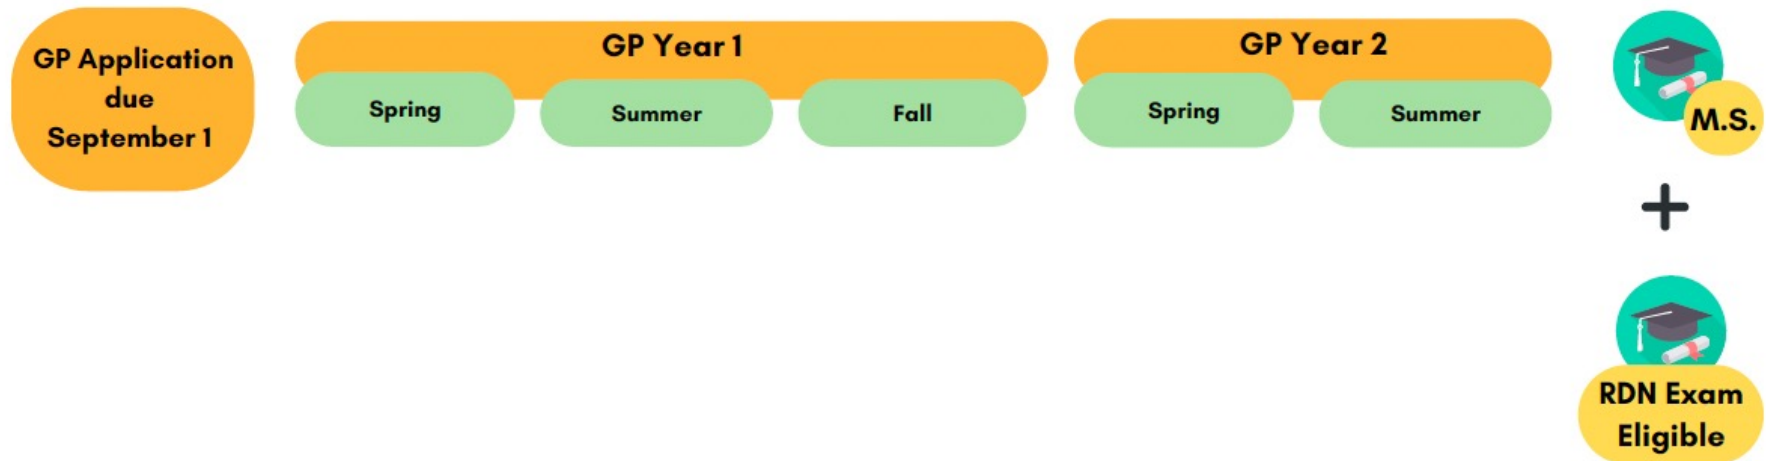 GP Application
due
September 1
GP Year 1
Spring
Summer
Fall
GP Year 2
Spring
Summer
M.S.
+
RDN Exam
Eligible